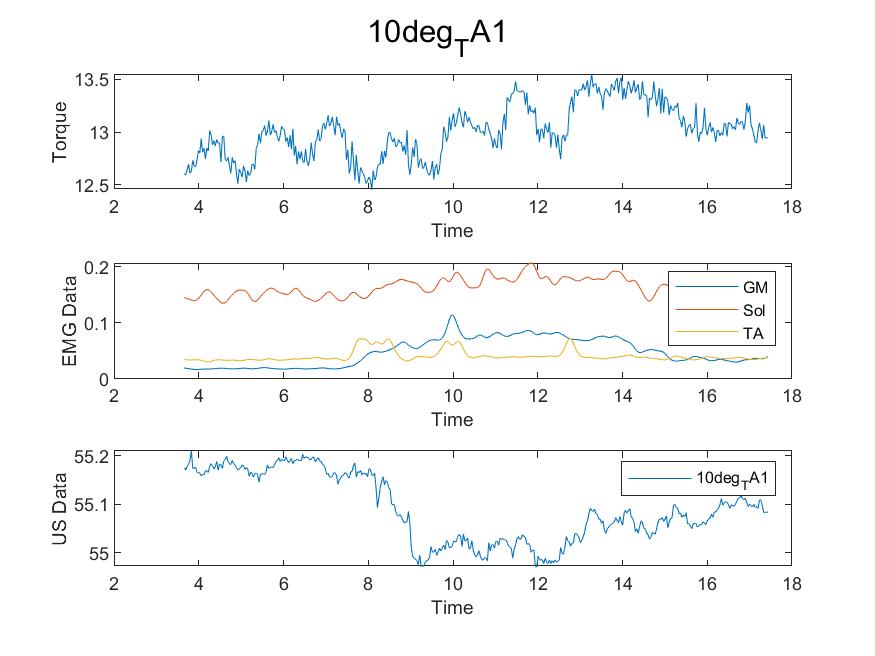 10deg_TA1
13.5
13
12.5
Torque
2 4 6 8 10 12 14 16 18
Time
0.2
0.1
0
EMG Data
GM
Sol
TA
2 4 6 8 10 12 14 16 18
Time
55.2
55.1
55
US Data
10deg_TA1
2 4 6 8 10 12 14 16 18
Time